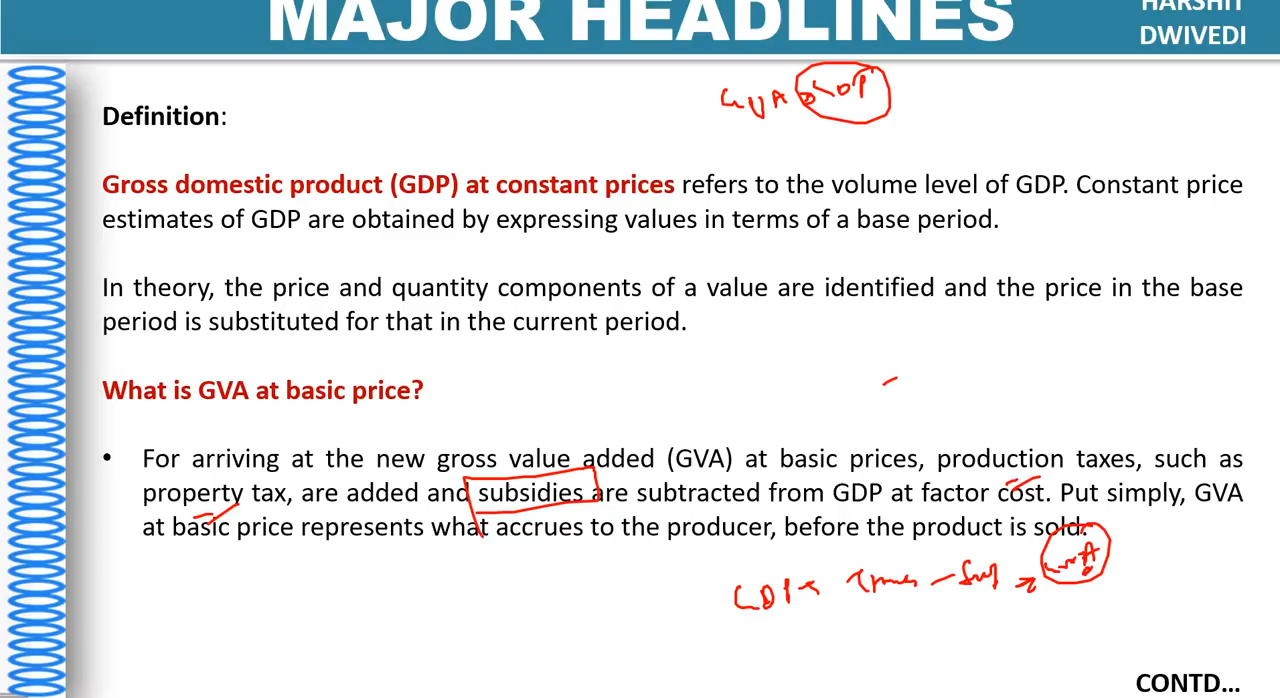 MAJOR HEADLINES
HARSHIT
DWIVEDI
Definition:
Gross domestic product (GDP) at constant prices refers to the volume level of GDP. Constant price
estimates of GDP are obtained by expressing values in terms of a base period.
In theory, the price and quantity components of a value are identified and the price in the base
period is substituted for that in the current period.
What is GVA at basic price?
• For arriving at the new gross value added (GVA) at basic prices, production taxes, such as
property tax, are added and subsidies are subtracted from GDP at factor cost. Put simply, GVA
at basic price represents what accrues to the producer, before the product is sold.
CONTD...